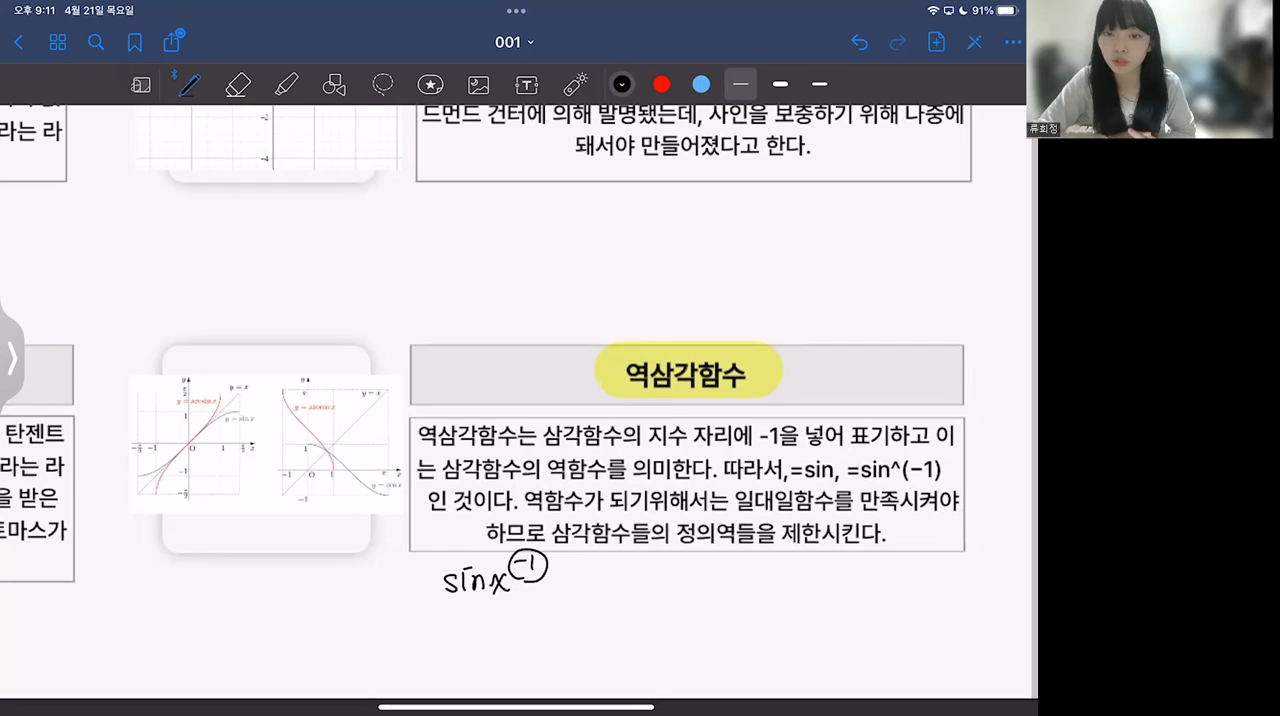 오후 9:11 4월 21일 목요일
91%
001
류희정
라는 라
드먼드 건터에 의해 발명됐는데, 사인을 보충하기 위해 나중에
돼서야 만들어졌다고 한다.
역삼각함수
탄젠트
라는 라
을 받은
트마스가
y = x
y = arcsin x
y = sin x
y = x
y = arccos x
y = cos x
역삼각함수는 삼각함수의 지수 자리에 -1을 넣어 표기하고 이
는 삼각함수의 역함수를 의미한다. 따라서,=sin, =sin^(−1)
인 것이다. 역함수가 되기위해서는 일대일함수를 만족시켜야
하므로 삼각함수들의 정의역들을 제한시킨다.
sinx⁻¹